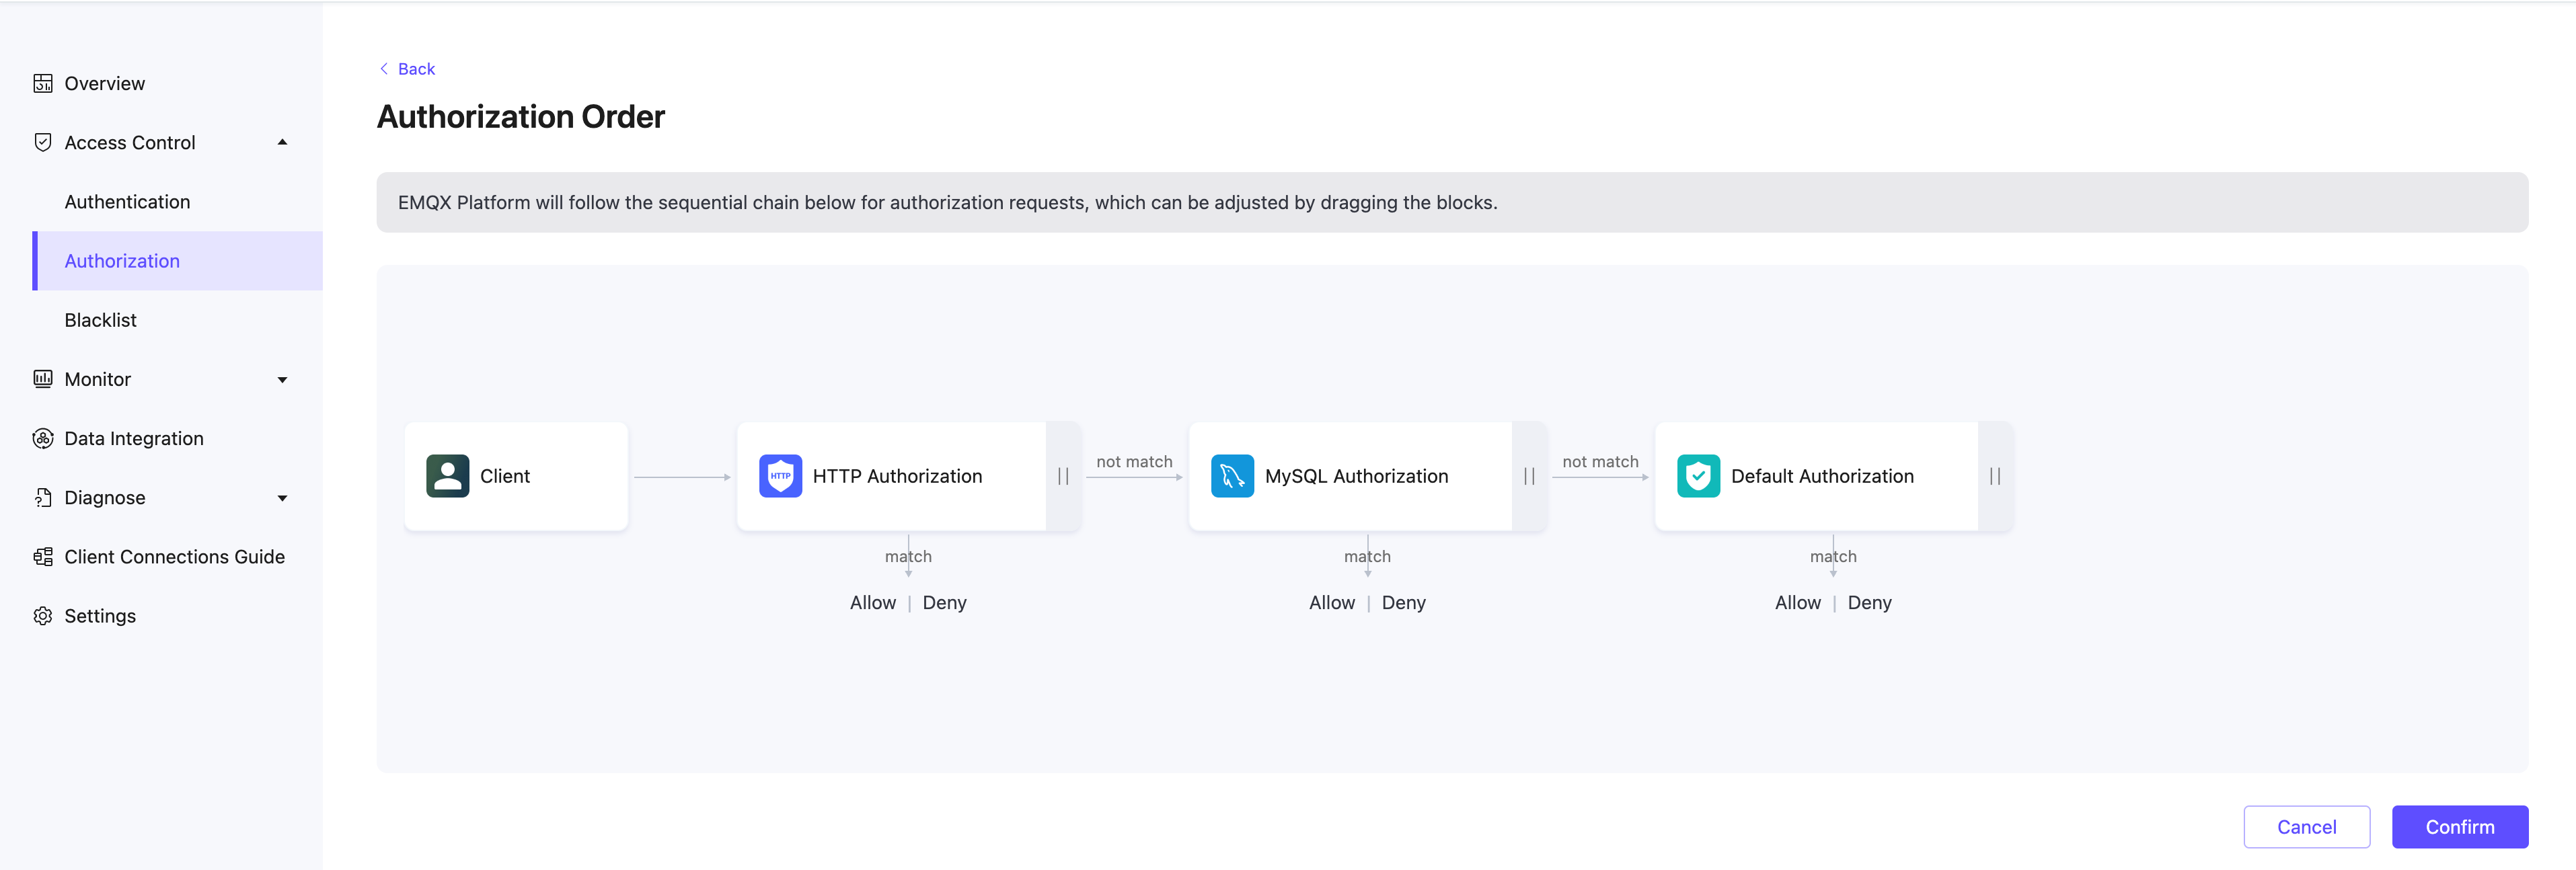 Overview
Access Control
Authentication
Authorization
Blacklist
Monitor
Data Integration
Diagnose
Client Connections Guide
Settings
Back
Authorization Order
EMQX Platform will follow the sequential chain below for authorization requests, which can be adjusted by dragging the blocks.
Client
HTTP
HTTP Authorization
not match
MySQL Authorization
not match
Default Authorization
match
match
match
Allow | Deny
Allow | Deny
Allow | Deny
Cancel
Confirm